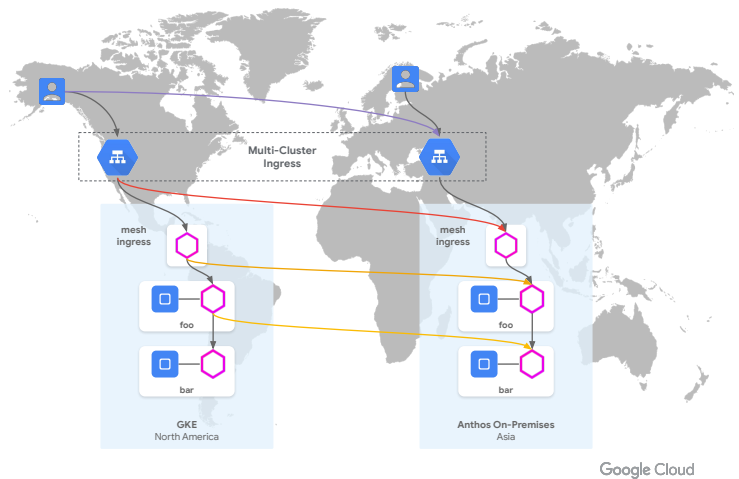 Multi-Cluster
Ingress
mesh
ingress
foo
bar
GKE
North America
mesh
ingress
foo
bar
Anthos On-Premises
Asia
Google Cloud